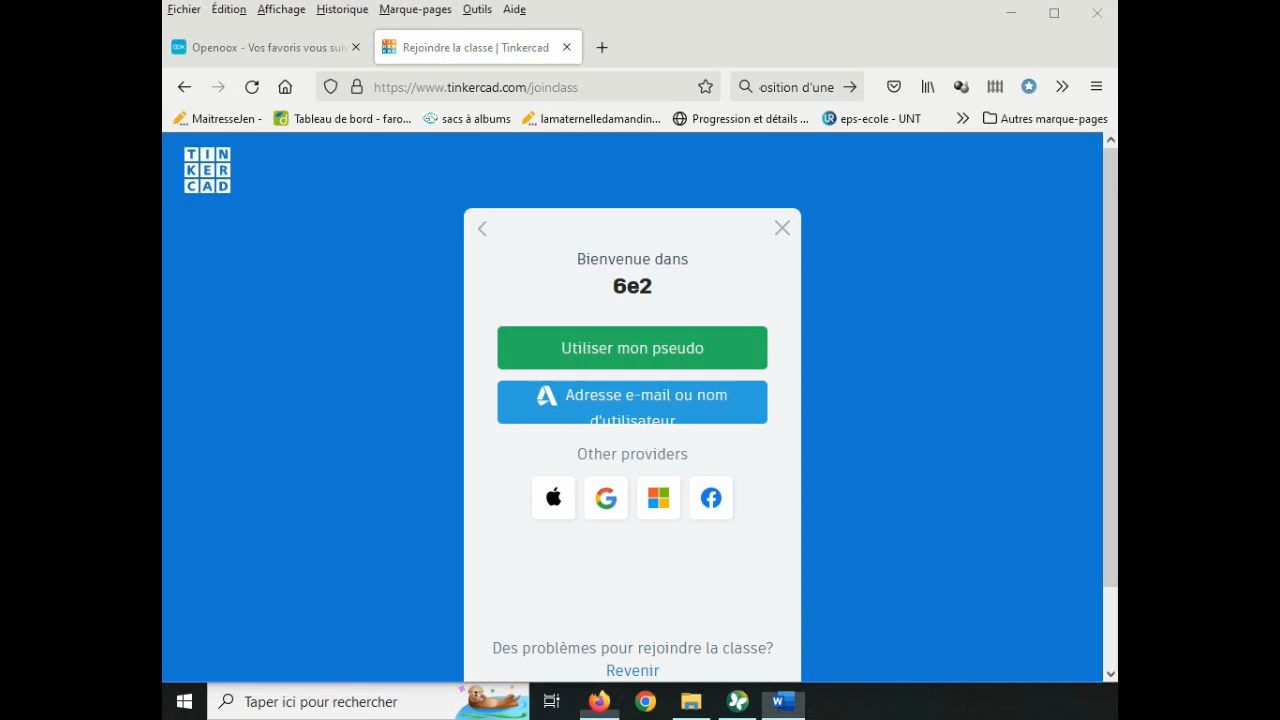 Fichier Édition Affichage Historique Marque-pages Outils Aide
Openoox - Vos favoris vous suiv
Rejoindre la classe | Tinkercad
https://www.tinkercad.com/joinclass
position d'une
MaitresseJen -
Tableau de bord - faro...
sacs à albums
lamaternelledamandin...
Progression et détails ...
eps-ecole - UNT
Autres marque-pages
TIN
KER
CAD
Bienvenue dans
6e2
Utiliser mon pseudo
Adresse e-mail ou nom
d'utilisateur
Other providers
Des problèmes pour rejoindre la classe?
Revenir
Taper ici pour rechercher